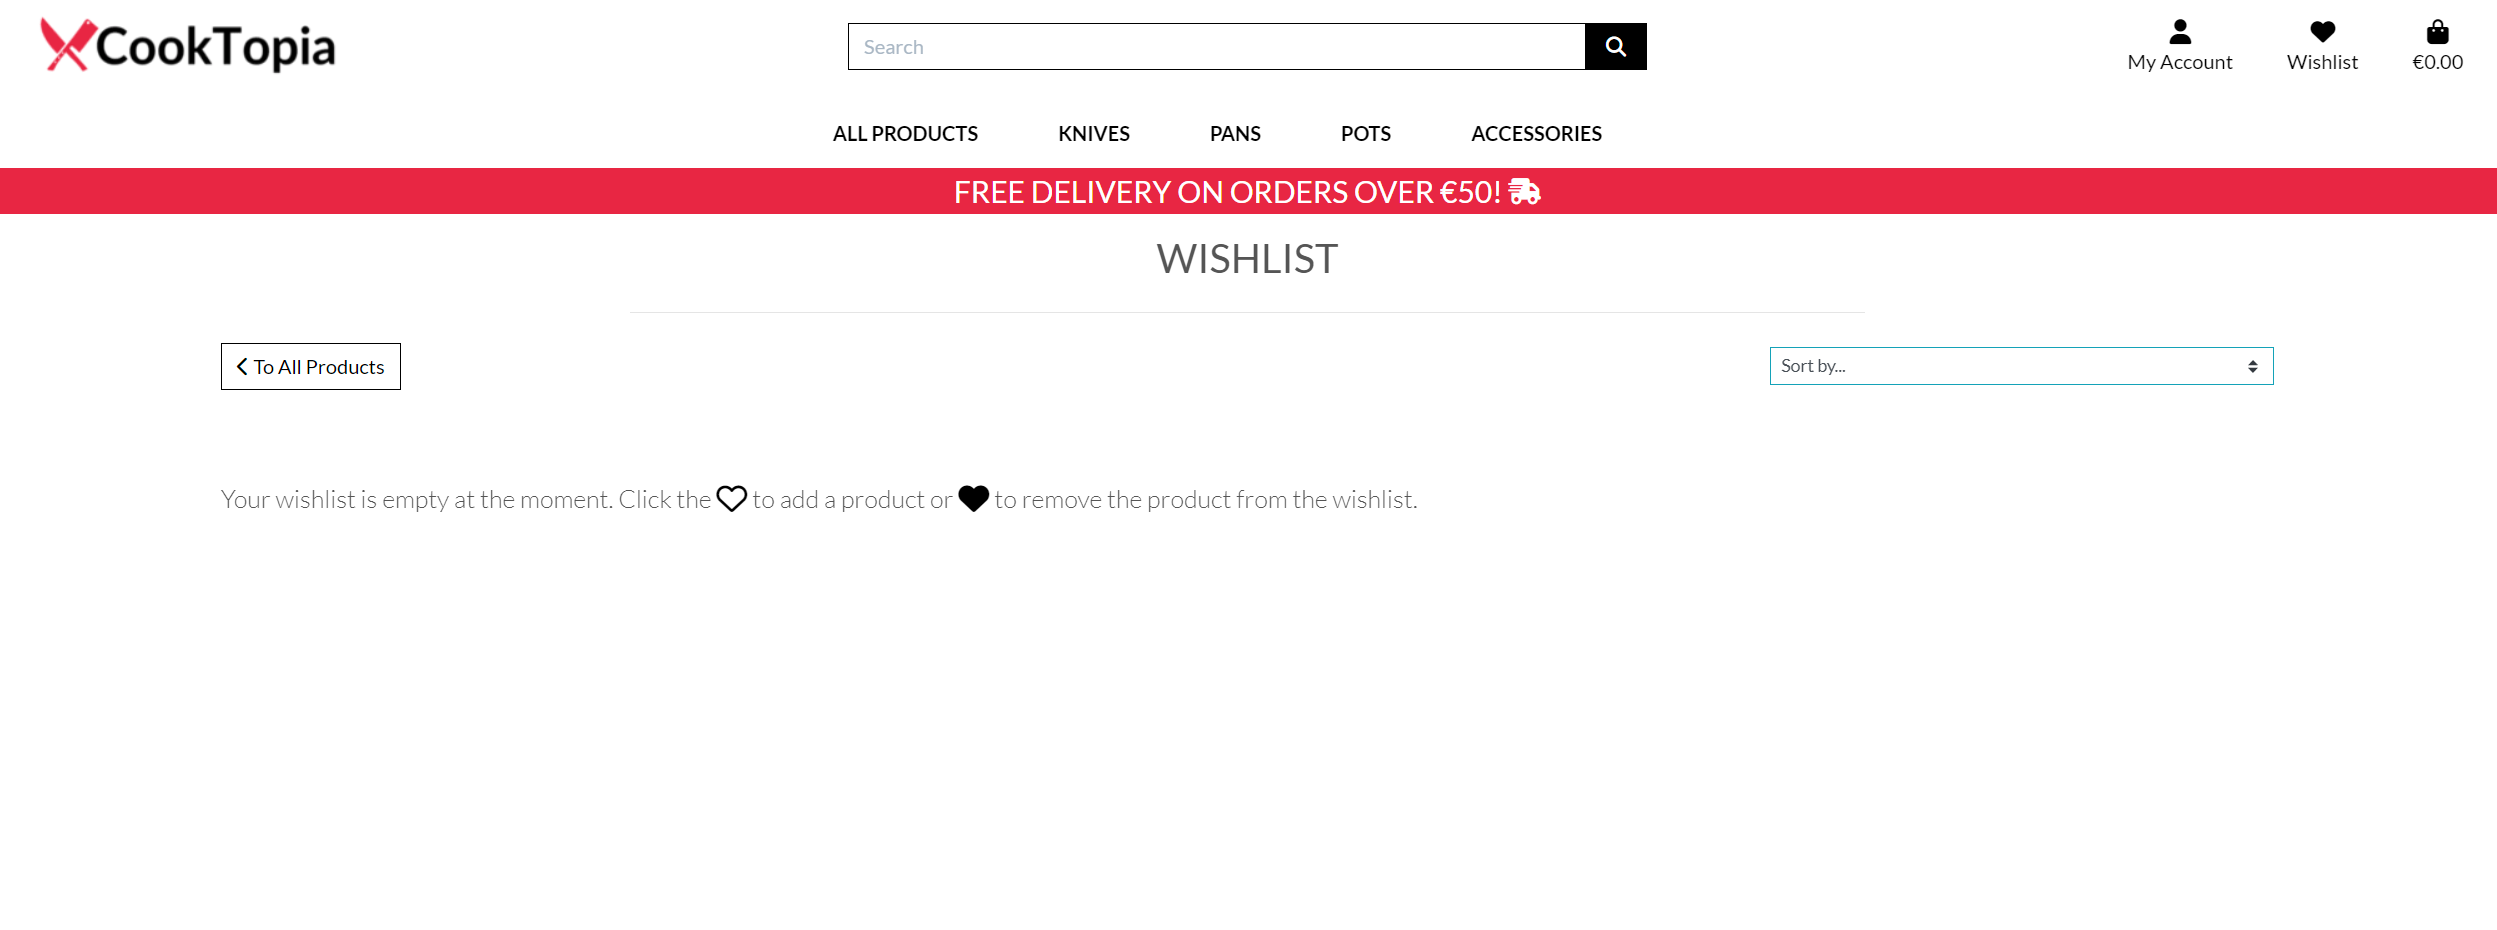 CookTopia
Search
My Account
Wishlist
€0.00
ALL PRODUCTS
KNIVES
PANS
POTS
ACCESSORIES
FREE DELIVERY ON ORDERS OVER €50!
WISHLIST
To All Products
Sort by...
Your wishlist is empty at the moment. Click the to add a product or to remove the product from the wishlist.